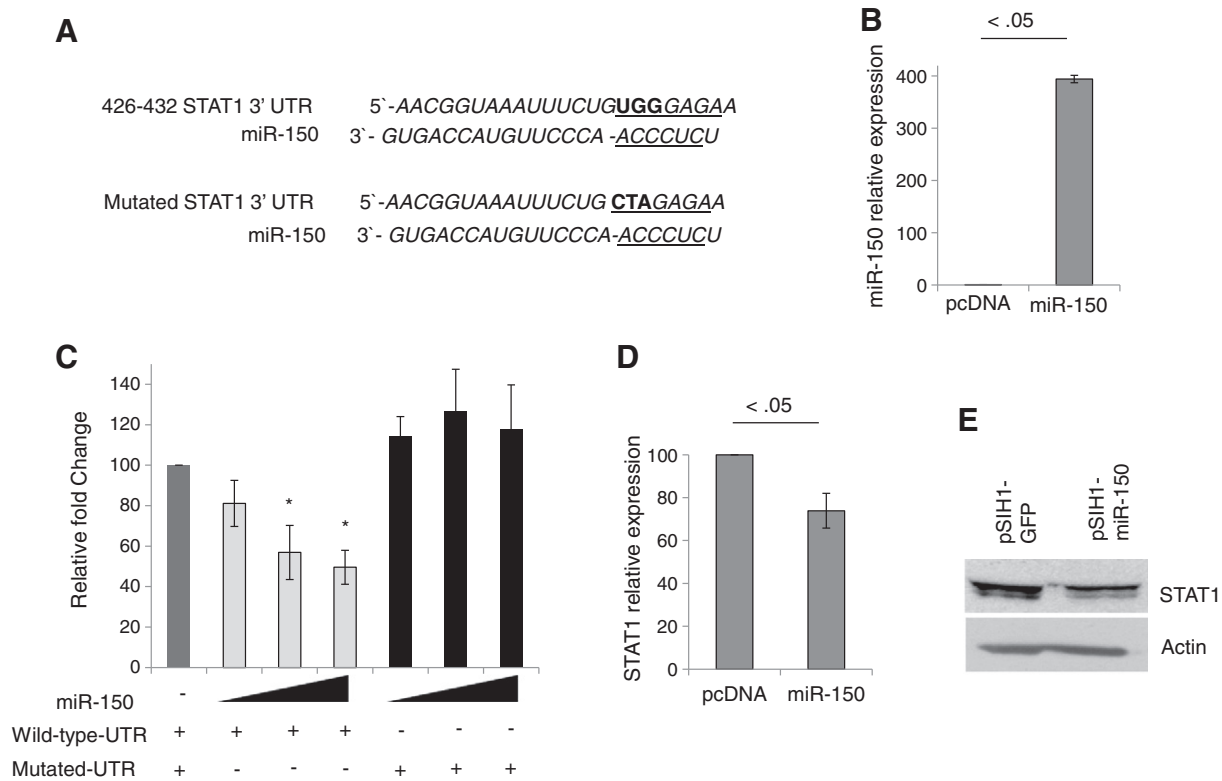 A
426-432 STAT1 3' UTR 5`-AACGGUAAAUUUCUGUGGGAGAA
miR-150 3`- GUGACCAUGUUCCCA -ACCCUCU
Mutated STAT1 3' UTR 5`-AACGGUAAAUUUCUG CTAGAGAA
miR-150 3`- GUGACCAUGUUCCCA-ACCCUCU
B
< .05
miR-150 relative expression
400
300
200
100
0
pcDNA miR-150
C
Relative fold Change
140
120
100
80
60
40
20
0
*
*
miR-150 -
Wild-type-UTR + + + + - - -
Mutated-UTR + - - - + + +
D
< .05
STAT1 relative expression
100
80
60
40
20
0
pcDNA miR-150
E
pSIH1-
GFP
pSIH1-
miR-150
STAT1
Actin